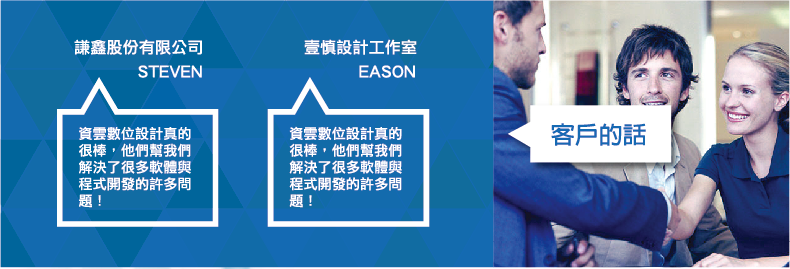 謙鑫股份有限公司
STEVEN
資雲數位設計真的
很棒，他們幫我們
解決了很多軟體與
程式開發的許多問
題！
壹慎設計工作室
EASON
資雲數位設計真的
很棒，他們幫我們
解決了很多軟體與
程式開發的許多問
題！
客戶的話